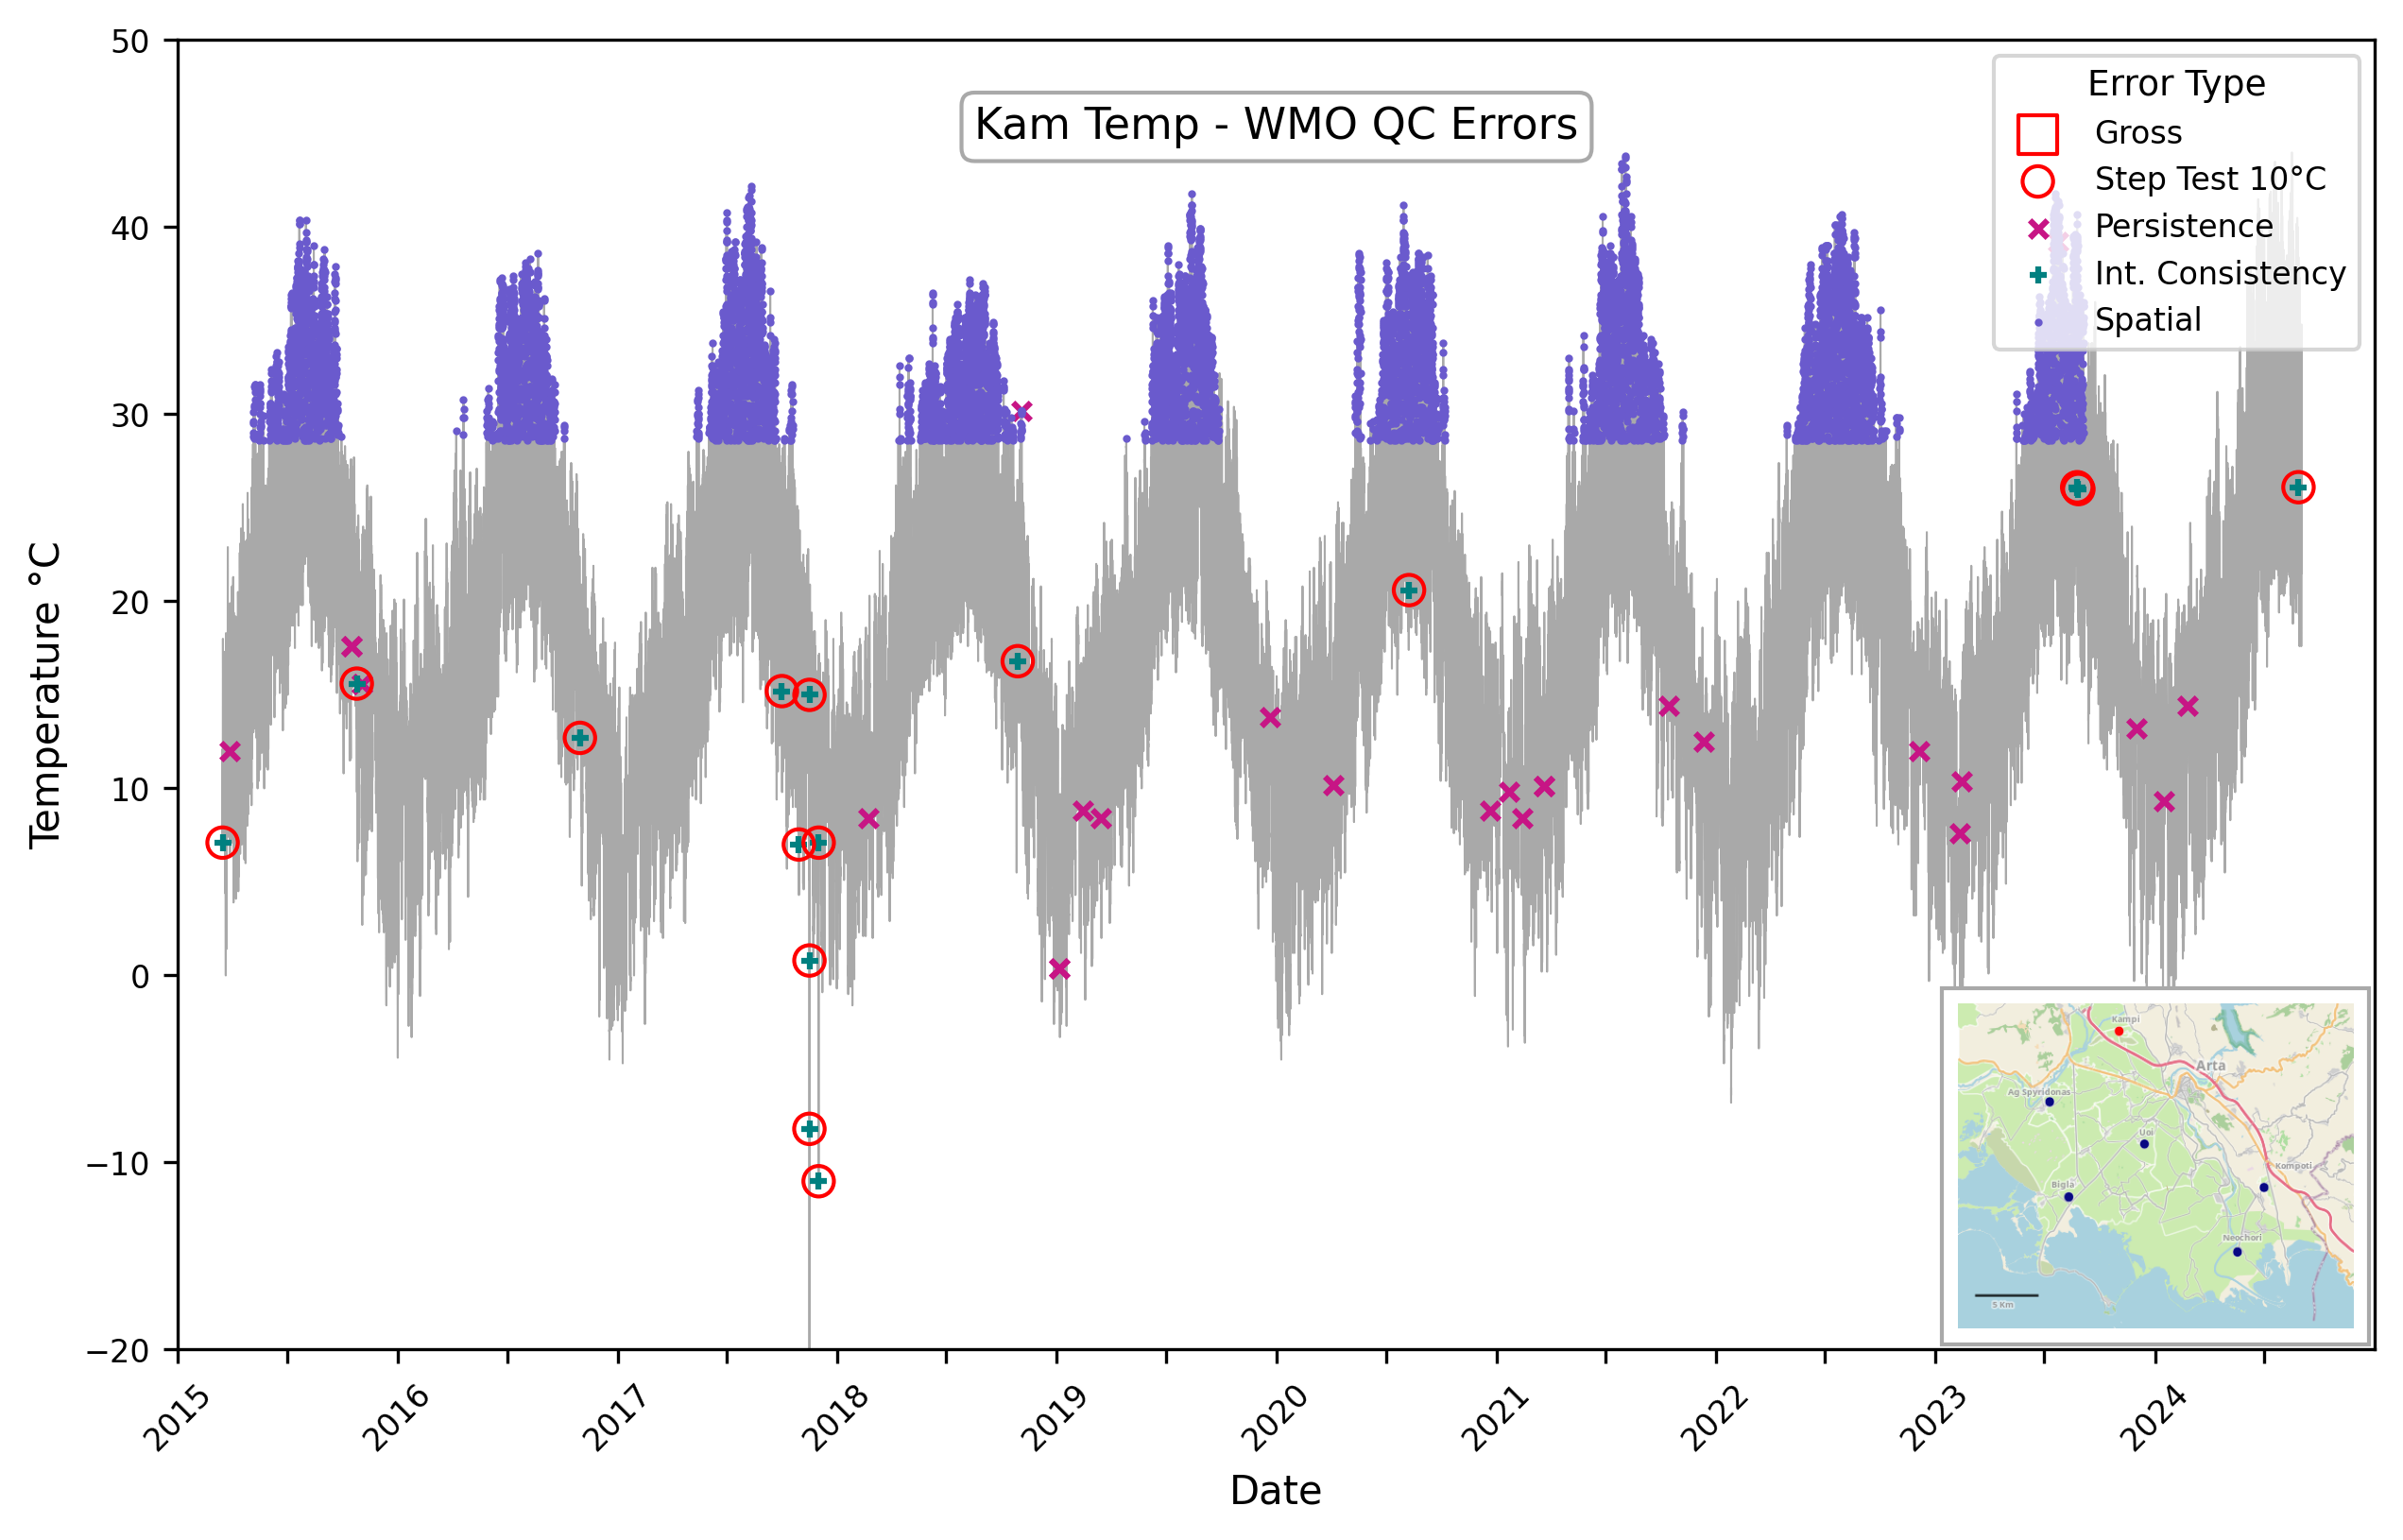 Kam Temp - WMO QC Errors
Error Type
Gross
Step Test 10°C
Persistence
Int. Consistency
Spatial
Temperature °C
50
40
30
20
10
0
−10
−20
Kampi
Arta
Ag Spyridonas
Uoi
Kompoti
Bigla
Neochori
5 Km
2015
2016
2017
2018
2019
2020
2021
2022
2023
2024
Date